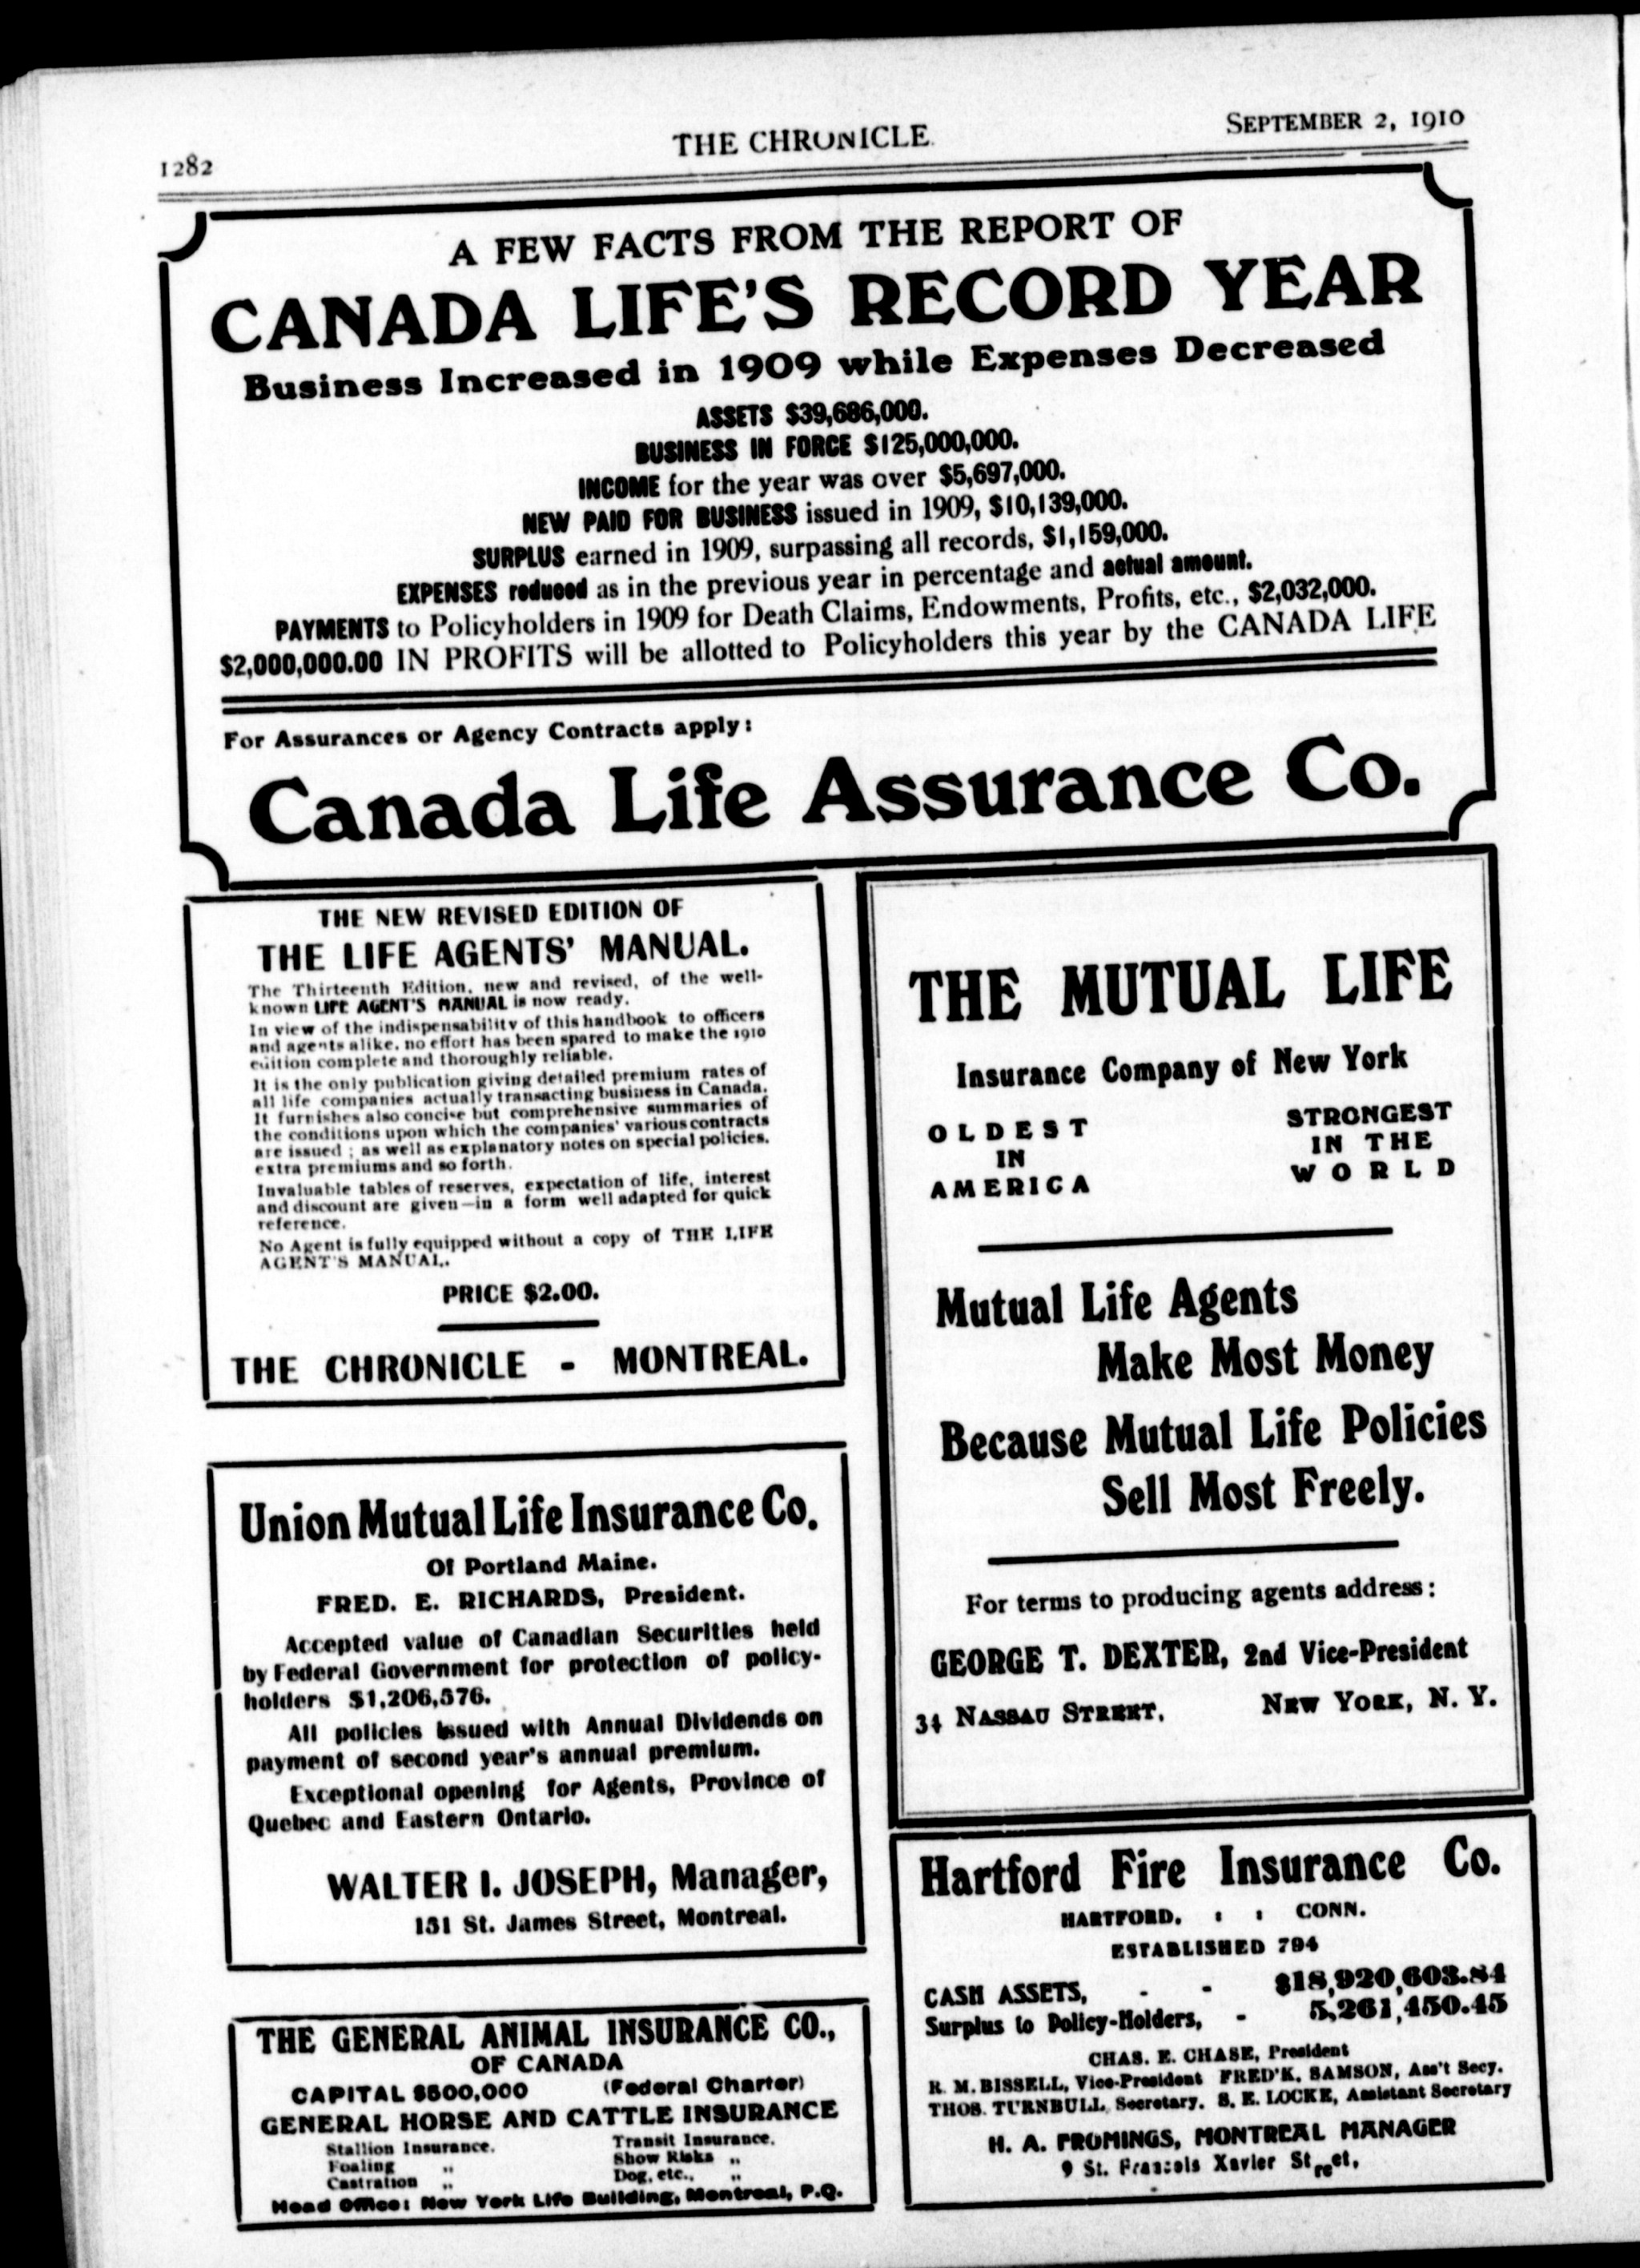 1282
THE CHRONICLE.
SEPTEMBER 2, 1910
A FEW FACTS FROM THE REPORT OF
CANADA LIFE'S RECORD YEAR
Business Increased in 1909 while Expenses Decreased
ASSETS $39,686,000.
BUSINESS IN FORCE $125,000,000.
INCOME for the year was over $5,697,000.
NEW PAID FOR BUSINESS issued in 1909, $10,139,000.
SURPLUS earned in 1909, surpassing all records, $1,159,000.
EXPENSES reduced as in the previous year in percentage and actual amount.
PAYMENTS to Policyholders in 1909 for Death Claims, Endowments, Profits, etc., $2,032,000.
$2,000,000.00 IN PROFITS will be allotted to Policyholders this year by the CANADA LIFE
For Assurances or Agency Contracts apply:
Canada Life Assurance Co.
THE NEW REVISED EDITION OF
THE LIFE AGENTS' MANUAL.
The Thirteenth Edition, new and revised, of the well-
known LIFE AGENT'S MANUAL is now ready.
In view of the indispensability of this handbook to officers
and agents alike, no effort has been spared to make the 1910
edition complete and thoroughly reliable.
It is the only publication giving detailed premium rates of
all life companies actually transacting business in Canada.
It furnishes also concise but comprehensive summaries of
the conditions upon which the companies' various contracts
are issued; as well as explanatory notes on special policies,
extra premiums and so forth.
Invaluable tables of reserves, expectation of life, interest
and discount are given—in a form well adapted for quick
reference.
No Agent is fully equipped without a copy of THE LIFE
AGENT'S MANUAL.
PRICE $2.00.
THE CHRONICLE - MONTREAL.
Union Mutual Life Insurance Co.
Of Portland Maine.
FRED. E. RICHARDS, President.
Accepted value of Canadian Securities held
by Federal Government for protection of policy-
holders $1,206,576.
All policies issued with Annual Dividends on
payment of second year's annual premium.
Exceptional opening for Agents, Province of
Quebec and Eastern Ontario.
WALTER I. JOSEPH, Manager,
151 St. James Street, Montreal.
THE GENERAL ANIMAL INSURANCE CO.,
OF CANADA
CAPITAL $500,000 (Federal Charter)
GENERAL HORSE AND CATTLE INSURANCE
Stallion Insurance. Transit Insurance.
Foaling „ Show Risks „
Castration „ Dog, etc., „
Head Office: New York Life Building, Montreal, P.Q.
THE MUTUAL LIFE
Insurance Company of New York
OLDEST
IN
AMERICA
STRONGEST
IN THE
WORLD
Mutual Life Agents
Make Most Money
Because Mutual Life Policies
Sell Most Freely.
For terms to producing agents address:
GEORGE T. DEXTER, 2nd Vice-President
34 NASSAU STREET, NEW YORK, N. Y.
Hartford Fire Insurance Co.
HARTFORD, : : CONN.
ESTABLISHED 794
CASH ASSETS, - - $18,920,603.84
Surplus to Policy-Holders, - 5,261,450.45
CHAS. E. CHASE, President
R. M. BISSELL, Vice-President FRED'K. SAMSON, Ass't Secy.
THOS. TURNBULL, Secretary. S. E. LOCKE, Assistant Secretary
H. A. FROMINGS, MONTREAL MANAGER
9 St. Francois Xavier Street,